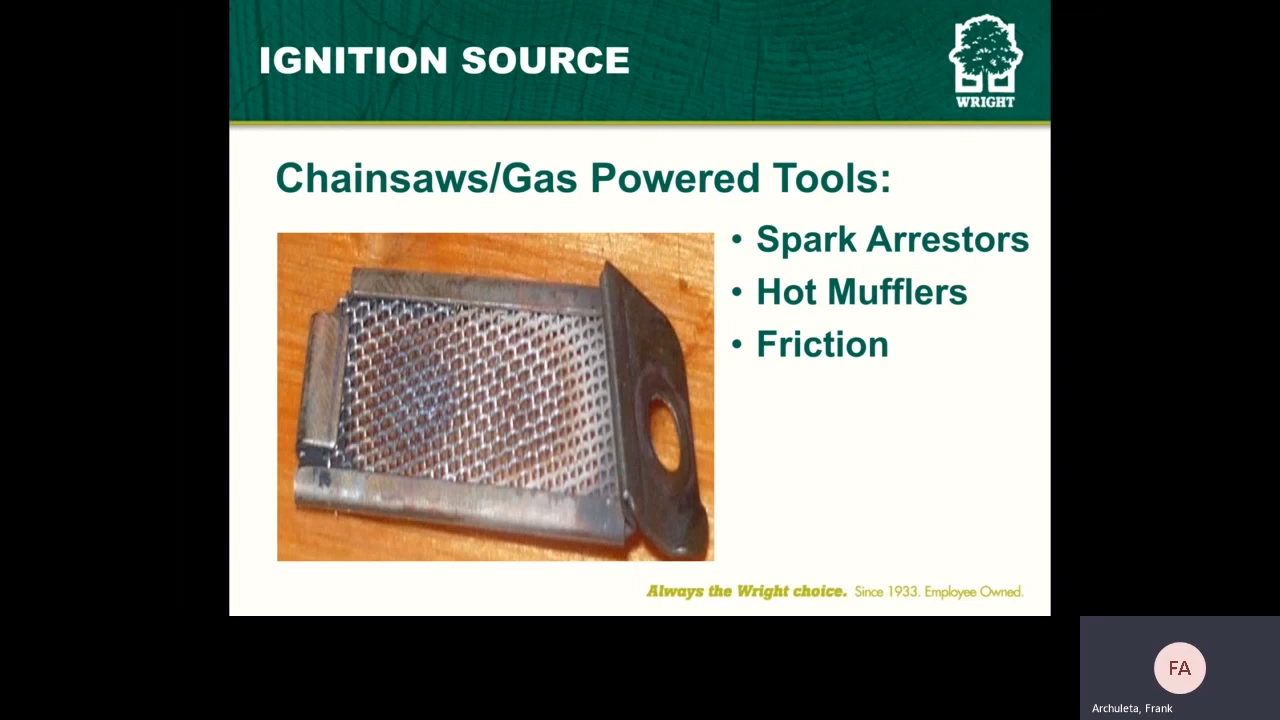 IGNITION SOURCE
WRIGHT
Chainsaws/Gas Powered Tools:
• Spark Arrestors
• Hot Mufflers
• Friction
Always the Wright choice. Since 1933. Employee Owned.
FA
Archuleta, Frank